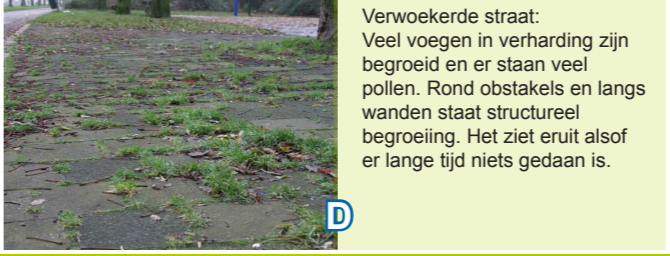 Verwoekerde straat:
Veel voegen in verharding zijn
begroeid en er staan veel
pollen. Rond obstakels en langs
wanden staat structureel
begroeiing. Het ziet eruit alsof
er lange tijd niets gedaan is.
D